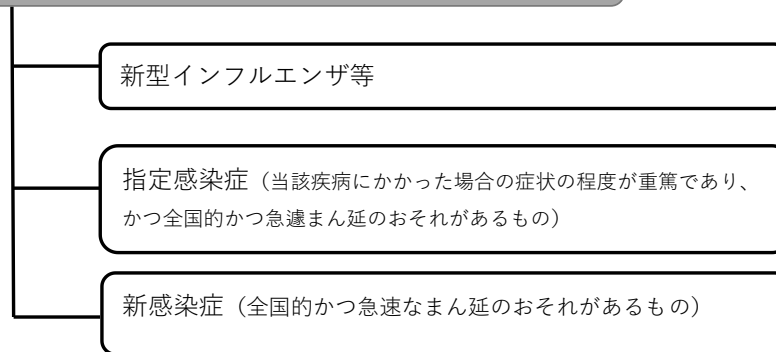 新型インフルエンザ等
指定感染症（当該疾病にかかった場合の症状の程度が重篤であり、
かつ全国的かつ急遽まん延のおそれがあるもの）
新感染症（全国的かつ急速なまん延のおそれがあるもの）